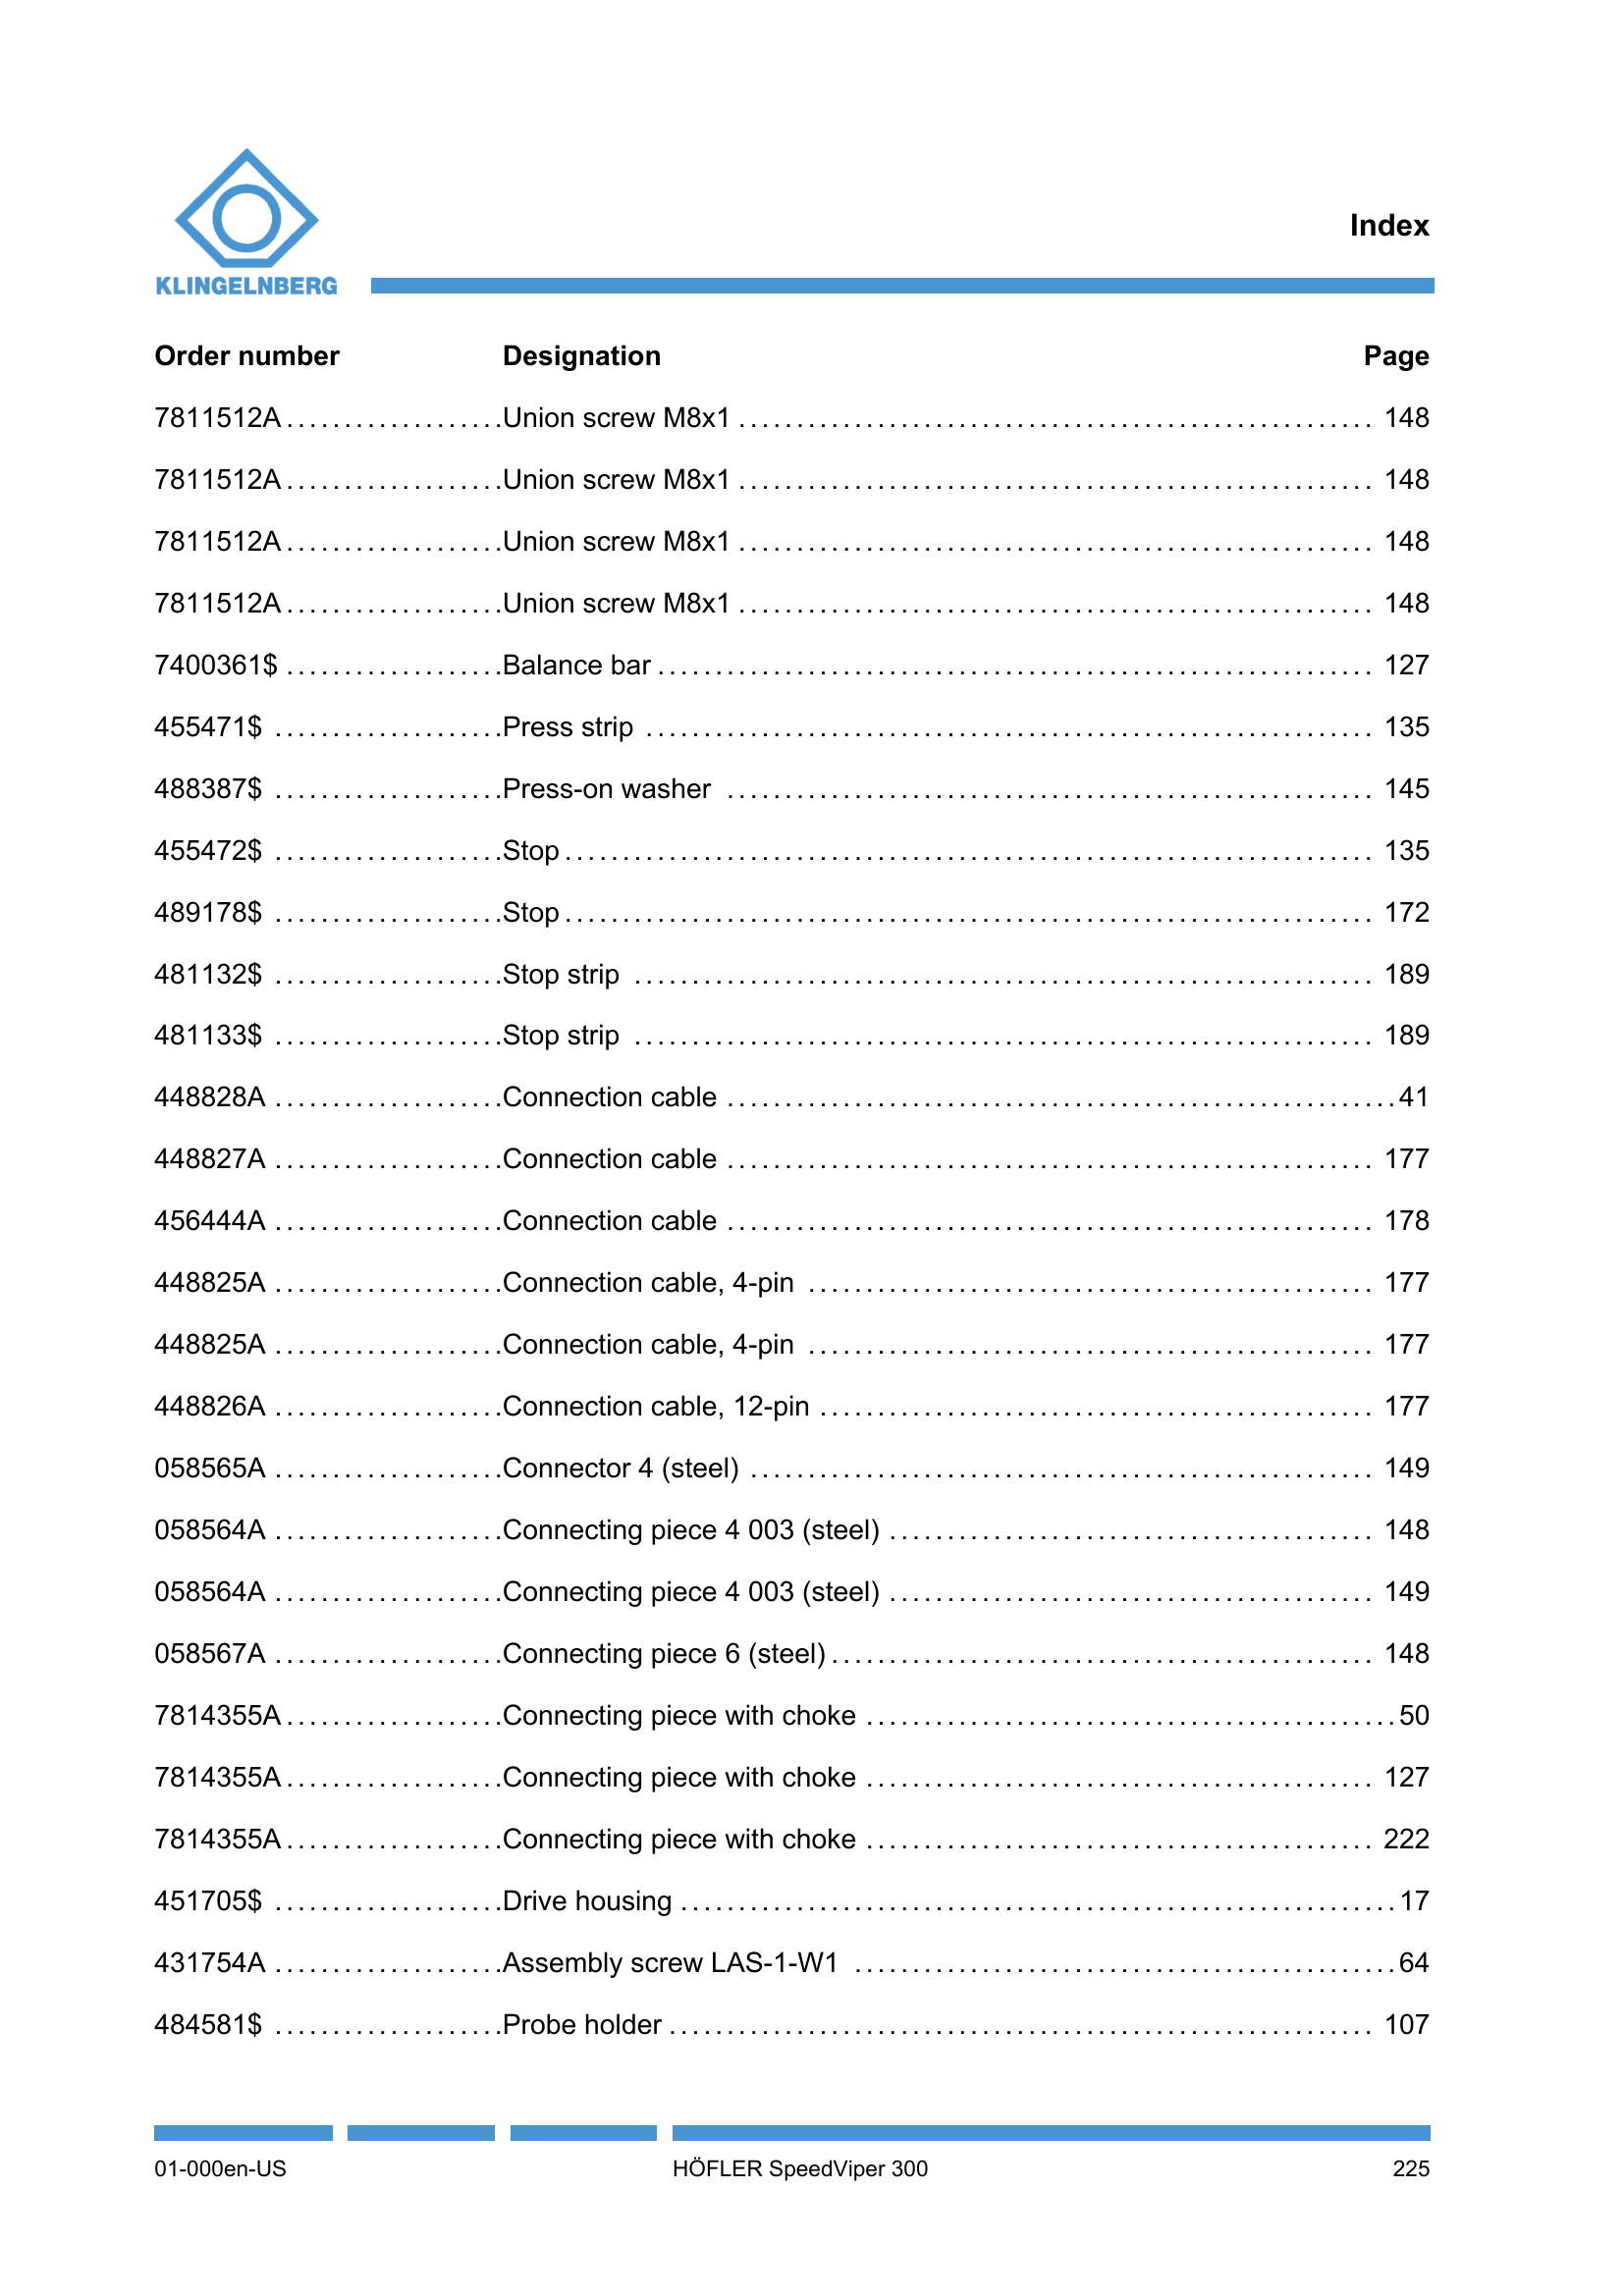 Index
KLINGELNBERG
Order number Designation Page
7811512A ................... Union screw M8x1 ....................................................... 148
7811512A ................... Union screw M8x1 ....................................................... 148
7811512A ................... Union screw M8x1 ....................................................... 148
7811512A ................... Union screw M8x1 ....................................................... 148
7400361$ ................... Balance bar .............................................................. 127
455471$ .................... Press strip ............................................................... 135
488387$ .................... Press-on washer ........................................................ 145
455472$ .................... Stop ...................................................................... 135
489178$ .................... Stop ...................................................................... 172
481132$ .................... Stop strip ................................................................ 189
481133$ .................... Stop strip ................................................................ 189
448828A .................... Connection cable .......................................................... 41
448827A .................... Connection cable ........................................................ 177
456444A .................... Connection cable ........................................................ 178
448825A .................... Connection cable, 4-pin ................................................. 177
448825A .................... Connection cable, 4-pin ................................................. 177
448826A .................... Connection cable, 12-pin ................................................ 177
058565A .................... Connector 4 (steel) ...................................................... 149
058564A .................... Connecting piece 4 003 (steel) .......................................... 148
058564A .................... Connecting piece 4 003 (steel) .......................................... 149
058567A .................... Connecting piece 6 (steel) ............................................... 148
7814355A ................... Connecting piece with choke .............................................. 50
7814355A ................... Connecting piece with choke ............................................ 127
7814355A ................... Connecting piece with choke ............................................ 222
451705$ .................... Drive housing .............................................................. 17
431754A .................... Assembly screw LAS-1-W1 ............................................... 64
484581$ .................... Probe holder ............................................................. 107
01-000en-US HÖFLER SpeedViper 300 225